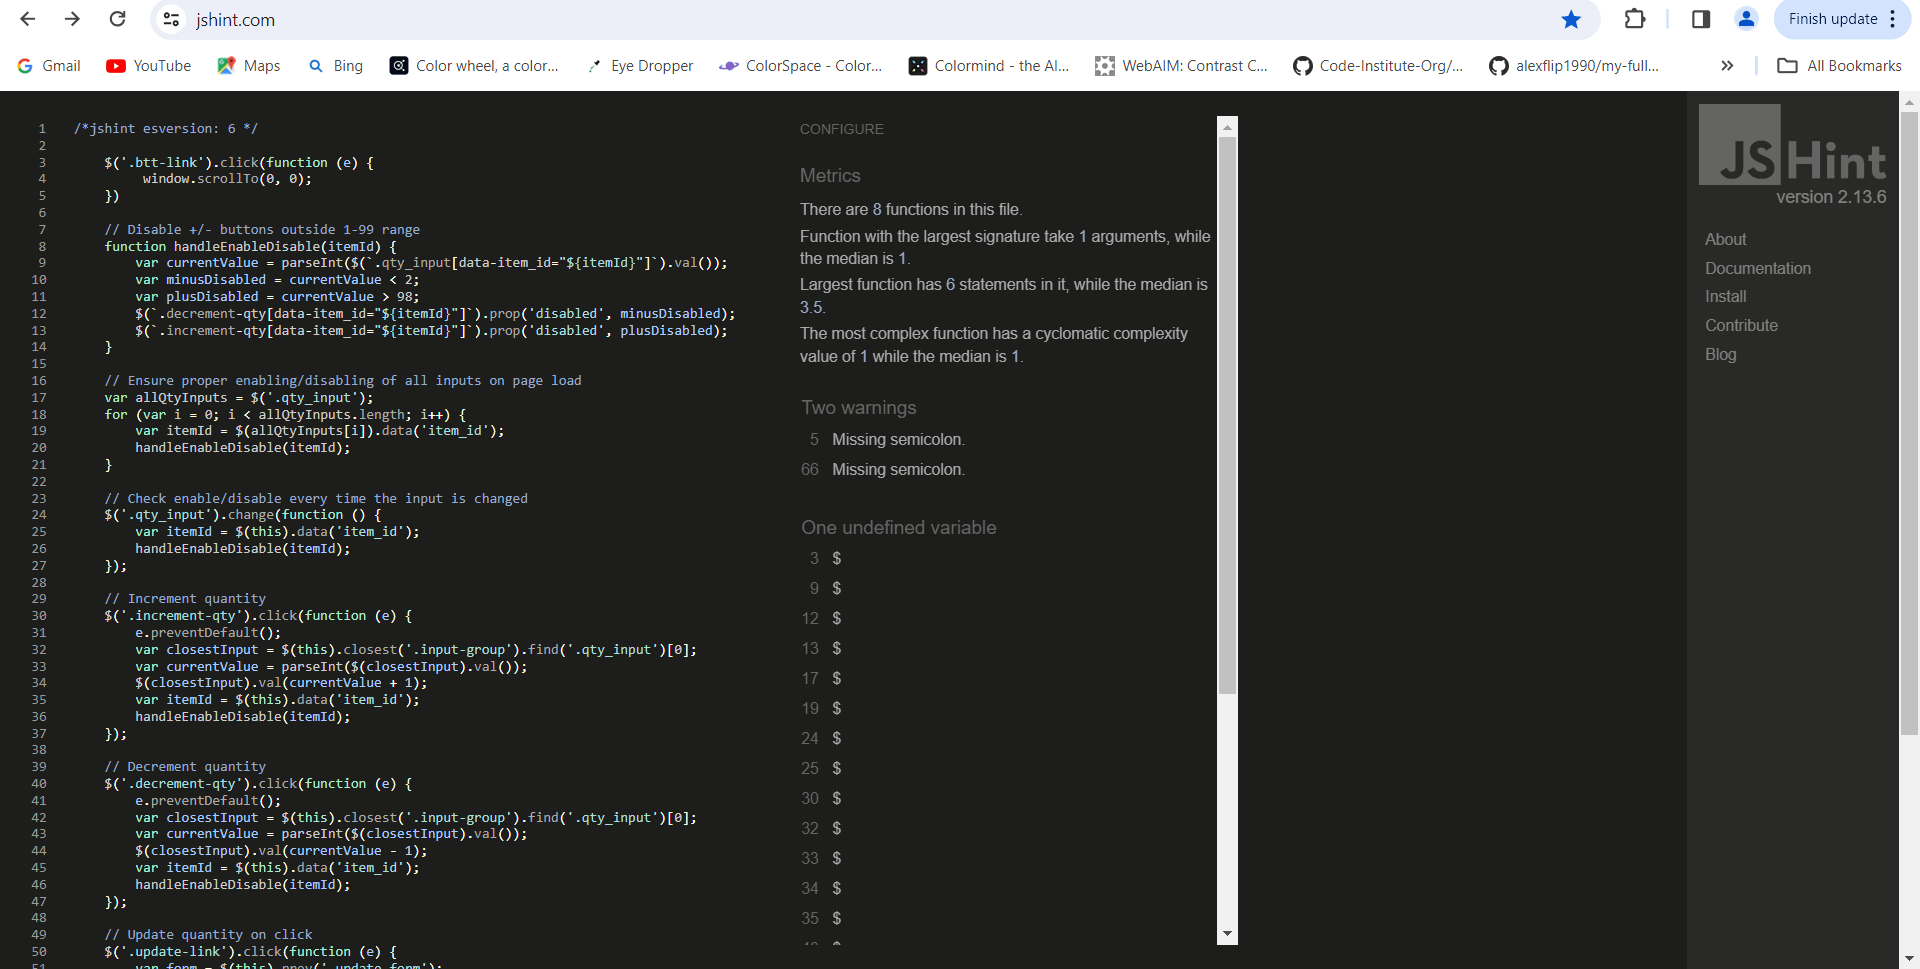 jshint.com
Finish update
Gmail
YouTube
Maps
Bing
Color wheel, a color...
Eye Dropper
ColorSpace - Color...
Colormind - the AI...
WebAIM: Contrast C...
Code-Institute-Org/...
alexflip1990/my-full...
»
All Bookmarks
1 /*jshint esversion: 6 */
2
3 $('.btt-link').click(function (e) {
4 window.scrollTo(0, 0);
5 })
6
7 // Disable +/- buttons outside 1-99 range
8 function handleEnableDisable(itemId) {
9 var currentValue = parseInt($(`.qty_input[data-item_id="${itemId}"]`).val());
10 var minusDisabled = currentValue < 2;
11 var plusDisabled = currentValue > 98;
12 $(`.decrement-qty[data-item_id="${itemId}"]`).prop('disabled', minusDisabled);
13 $(`.increment-qty[data-item_id="${itemId}"]`).prop('disabled', plusDisabled);
14 }
15
16 // Ensure proper enabling/disabling of all inputs on page load
17 var allQtyInputs = $('.qty_input');
18 for (var i = 0; i < allQtyInputs.length; i++) {
19 var itemId = $(allQtyInputs[i]).data('item_id');
20 handleEnableDisable(itemId);
21 }
22
23 // Check enable/disable every time the input is changed
24 $('.qty_input').change(function () {
25 var itemId = $(this).data('item_id');
26 handleEnableDisable(itemId);
27 });
28
29 // Increment quantity
30 $('.increment-qty').click(function (e) {
31 e.preventDefault();
32 var closestInput = $(this).closest('.input-group').find('.qty_input')[0];
33 var currentValue = parseInt($(closestInput).val());
34 $(closestInput).val(currentValue + 1);
35 var itemId = $(this).data('item_id');
36 handleEnableDisable(itemId);
37 });
38
39 // Decrement quantity
40 $('.decrement-qty').click(function (e) {
41 e.preventDefault();
42 var closestInput = $(this).closest('.input-group').find('.qty_input')[0];
43 var currentValue = parseInt($(closestInput).val());
44 $(closestInput).val(currentValue - 1);
45 var itemId = $(this).data('item_id');
46 handleEnableDisable(itemId);
47 });
48
49 // Update quantity on click
50 $('.update-link').click(function (e) {
51 var form = $(this).prev('.update-form');
CONFIGURE
Metrics
There are 8 functions in this file.
Function with the largest signature take 1 arguments, while
the median is 1.
Largest function has 6 statements in it, while the median is
3.5.
The most complex function has a cyclomatic complexity
value of 1 while the median is 1.
Two warnings
5 Missing semicolon.
66 Missing semicolon.
One undefined variable
3 $
9 $
12 $
13 $
17 $
19 $
24 $
25 $
30 $
32 $
33 $
34 $
35 $
JSHint
version 2.13.6
About
Documentation
Install
Contribute
Blog